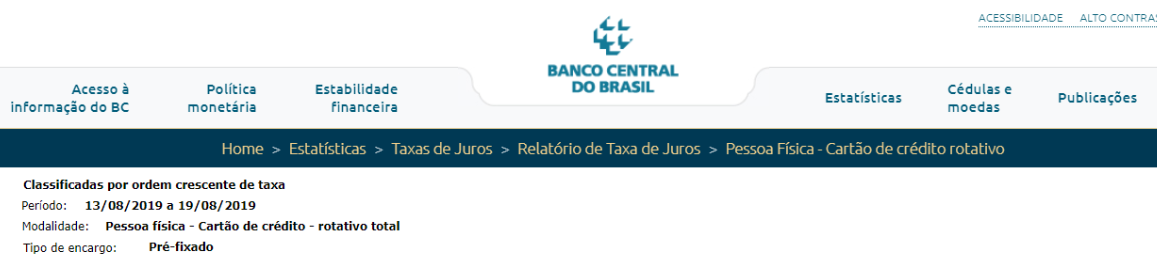 ACESSIBILIDADE ALTO CONTRAS
BANCO CENTRAL
DO BRASIL
Acesso à
informação do BC
Política
monetária
Estabilidade
financeira
Estatísticas
Cédulas e
moedas
Publicações
Home > Estatísticas > Taxas de Juros > Relatório de Taxa de Juros > Pessoa Física - Cartão de crédito rotativo
Classificadas por ordem crescente de taxa
Período: 13/08/2019 a 19/08/2019
Modalidade: Pessoa física - Cartão de crédito - rotativo total
Tipo de encargo: Pré-fixado